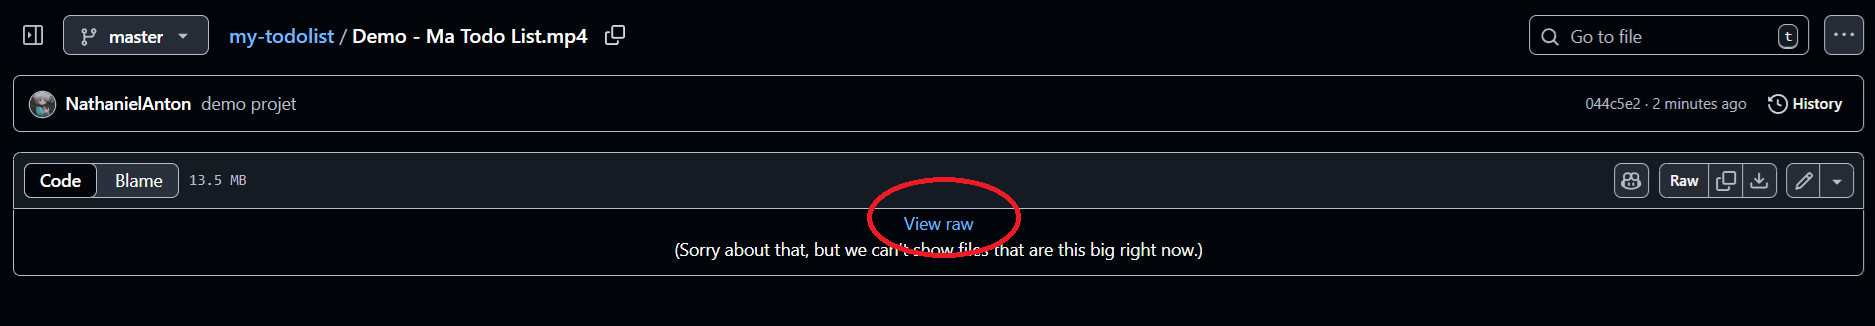 master my-todolist / Demo - Ma Todo List.mp4 Go to file t
NathanielAnton demo projet 044c5e2 · 2 minutes ago History
Code Blame 13.5 MB Raw
View raw
(Sorry about that, but we can't show files that are this big right now.)